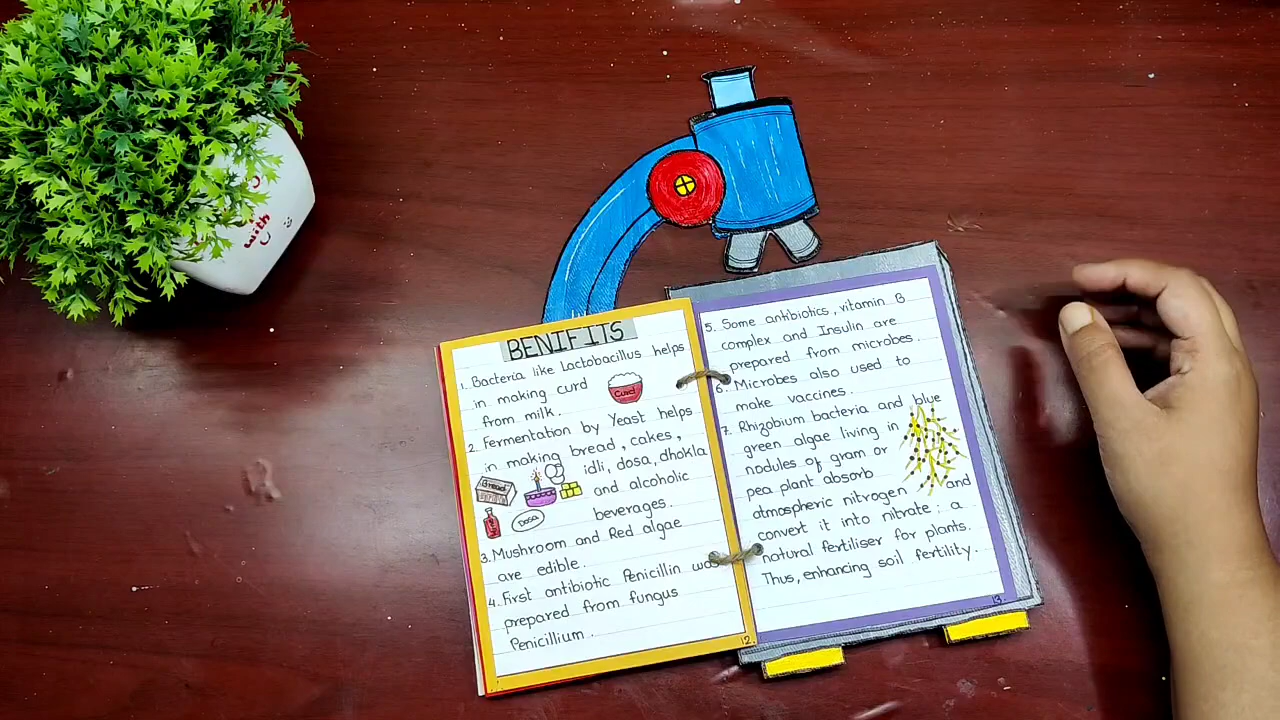 with
BENIFITS
1. Bacteria like Lactobacillus helps
in making curd
from milk.
Curd
2. Fermentation by Yeast helps
in making bread, cakes,
idli, dosa, dhokla
and alcoholic
beverages.
Bread
Dosa
3. Mushroom and Red algae
are edible.
4. First antibiotic Penicillin was
prepared from fungus
Penicillium.
12.
5. Some antibiotics, vitamin B
complex and Insulin are
prepared from microbes.
6. Microbes also used to
make vaccines.
7. Rhizobium bacteria and blue
green algae living in
nodules of gram or
pea plant absorb
atmospheric nitrogen and
convert it into nitrate ; a
natural fertiliser for plants.
Thus, enhancing soil fertility.
13.